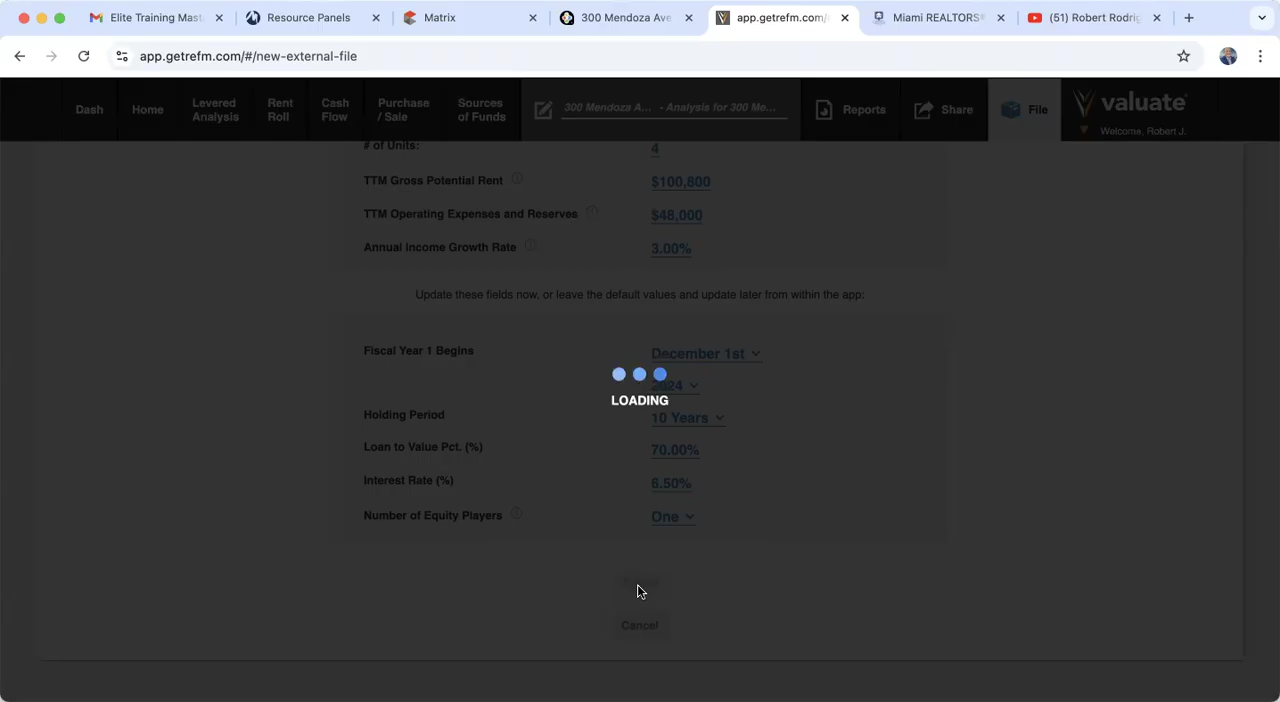 Elite Training Mast
Resource Panels
Matrix
300 Mendoza Ave
app.getrefm.com/
Miami REALTORS®
(51) Robert Rodrig
app.getrefm.com/#/new-external-file
Dash
Home
Levered
Analysis
Rent
Roll
Cash
Flow
Purchase
/ Sale
Sources
of Funds
300 Mendoza A... - Analysis for 300 Me...
Reports
Share
File
valuate®
Welcome, Robert J.
# of Units: 4
TTM Gross Potential Rent $100,800
TTM Operating Expenses and Reserves $48,000
Annual Income Growth Rate 3.00%
Update these fields now, or leave the default values and update later from within the app:
Fiscal Year 1 Begins December 1st
2024
LOADING
Holding Period 10 Years
Loan to Value Pct. (%) 70.00%
Interest Rate (%) 6.50%
Number of Equity Players One
Cancel